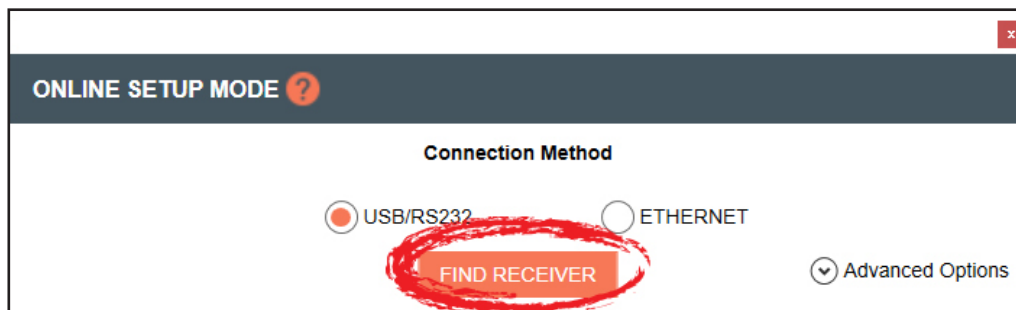 x
ONLINE SETUP MODE ?
Connection Method
USB/RS232 ETHERNET
FIND RECEIVER
Advanced Options